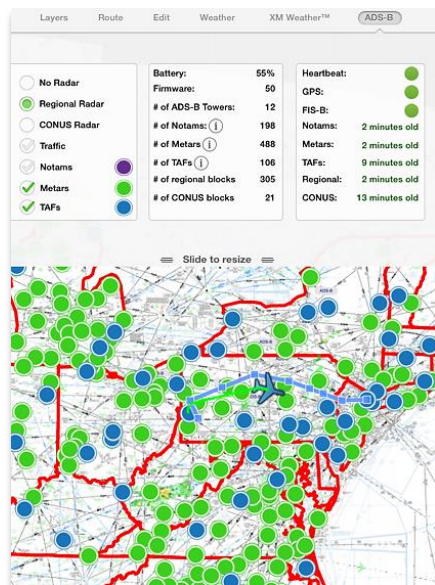 Layers Route Edit Weather XM Weather™ ADS-B
No Radar
Regional Radar
CONUS Radar
Traffic
Notams
Metars
TAFs
Battery: 55%
Firmware: 50
# of ADS-B Towers: 12
# of Notams: i 198
# of Metars i 488
# of TAFs i 106
# of regional blocks 305
# of CONUS blocks 21
Heartbeat:
GPS:
FIS-B:
Notams: 2 minutes old
Metars: 2 minutes old
TAFs: 9 minutes old
Regional: 2 minutes old
CONUS: 13 minutes old
Slide to resize
ADS-B
ADS-B